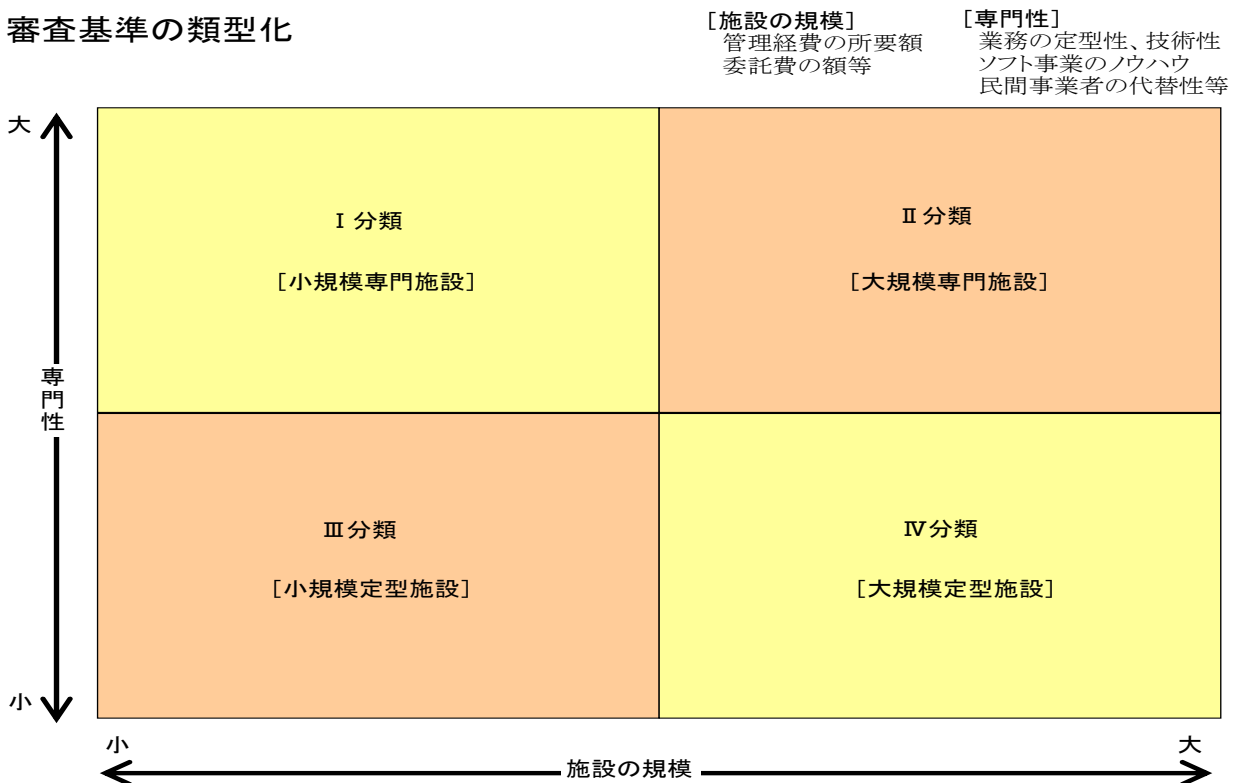 審査基準の類型化
[施設の規模]
管理経費の所要額
委託費の額等
[専門性]
業務の定型性、技術性
ソフト事業のノウハウ
民間事業者の代替性等
大
Ⅰ分類
[小規模専門施設]
Ⅱ分類
[大規模専門施設]
専門性
Ⅲ分類
[小規模定型施設]
Ⅳ分類
[大規模定型施設]
小
小
大
施設の規模